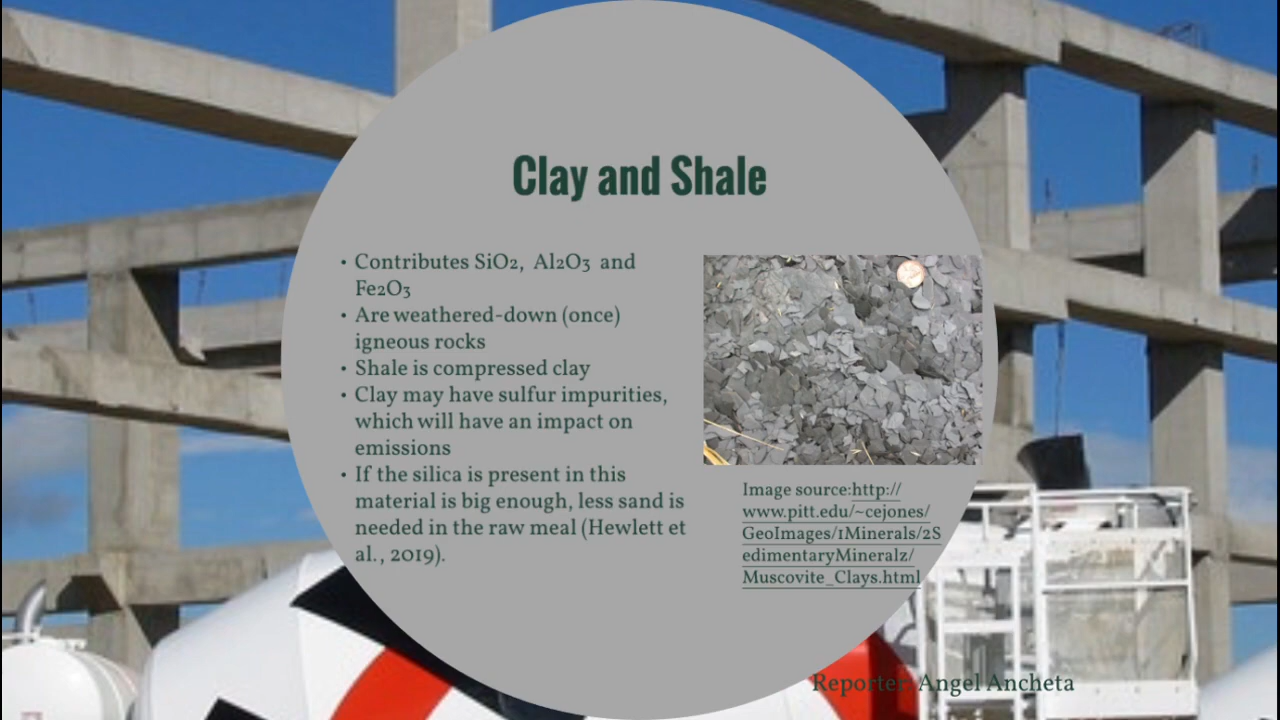 Clay and Shale
• Contributes SiO₂, Al₂O₃ and
Fe₂O₃
• Are weathered-down (once)
igneous rocks
• Shale is compressed clay
• Clay may have sulfur impurities,
which will have an impact on
emissions
• If the silica is present in this
material is big enough, less sand is
needed in the raw meal (Hewlett et
al., 2019).
Image source:http://
www.pitt.edu/~cejones/
GeoImages/1Minerals/2S
edimentaryMineralz/
Muscovite_Clays.html
Reporter: Angel Ancheta